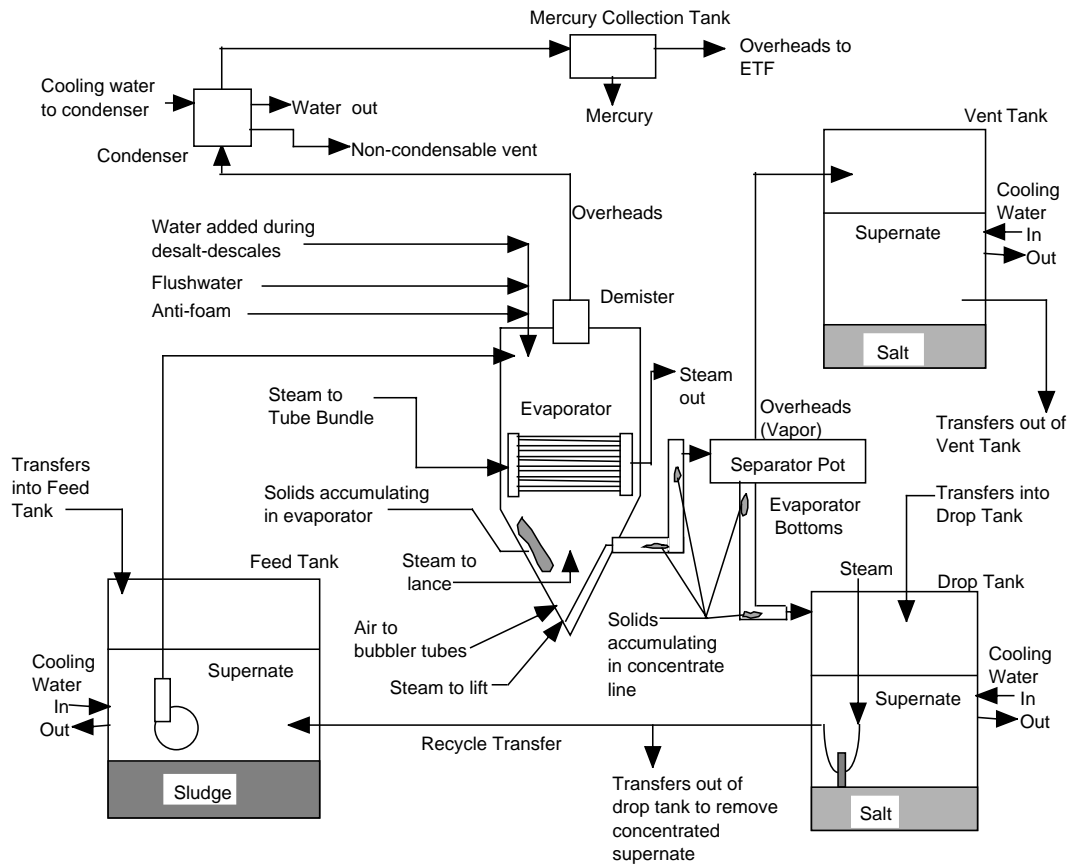 Mercury Collection Tank
Overheads to
ETF
Cooling water
to condenser
Water out
Mercury
Vent Tank
Condenser
Non-condensable vent
Cooling
Water
In
Out
Overheads
Supernate
Water added during
desalt-descales
Flushwater
Anti-foam
Demister
Salt
Steam
out
Steam to
Tube Bundle
Evaporator
Overheads
(Vapor)
Transfers out of
Vent Tank
Separator Pot
Transfers
into Feed
Tank
Solids accumulating
in evaporator
Evaporator
Bottoms
Transfers into
Drop Tank
Feed Tank
Steam to
lance
Steam
Drop Tank
Air to
bubbler tubes
Solids
accumulating
in concentrate
line
Cooling
Water
In
Out
Supernate
Steam to lift
Supernate
Cooling
Water
In
Out
Recycle Transfer
Sludge
Transfers out of
drop tank to remove
concentrated
supernate
Salt